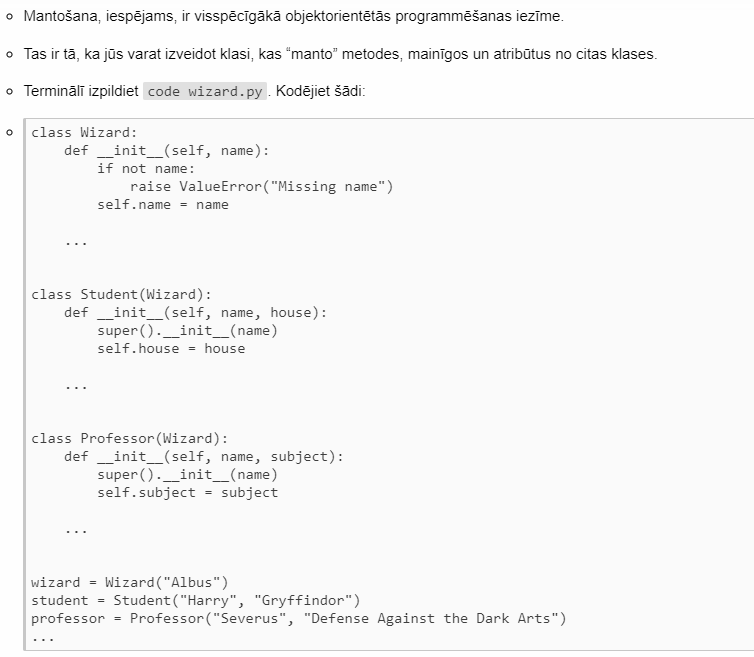 Mantošana, iespējams, ir visspēcīgākā objektorientētās programmēšanas iezīme.
Tas ir tā, ka jūs varat izveidot klasi, kas “manto” metodes, mainīgos un atribūtus no citas klases.
Terminālī izpildiet code wizard.py . Kodējiet šādi:
class Wizard:
    def __init__(self, name):
        if not name:
            raise ValueError("Missing name")
        self.name = name

    ...


class Student(Wizard):
    def __init__(self, name, house):
        super().__init__(name)
        self.house = house

    ...


class Professor(Wizard):
    def __init__(self, name, subject):
        super().__init__(name)
        self.subject = subject

    ...


wizard = Wizard("Albus")
student = Student("Harry", "Gryffindor")
professor = Professor("Severus", "Defense Against the Dark Arts")
...